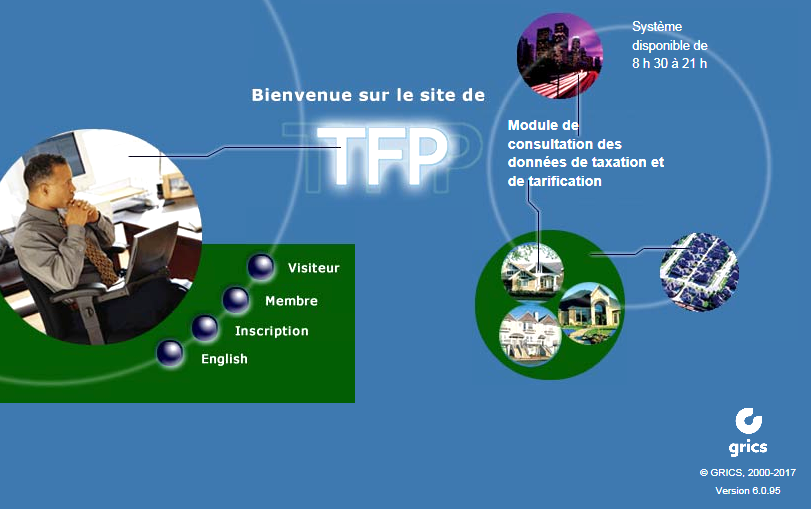 Système
disponible de
8 h 30 à 21 h
Bienvenue sur le site de
TFP
Module de
consultation des
données de taxation et
de tarification
Visiteur
Membre
Inscription
English
grics
© GRICS, 2000-2017
Version 6.0.95